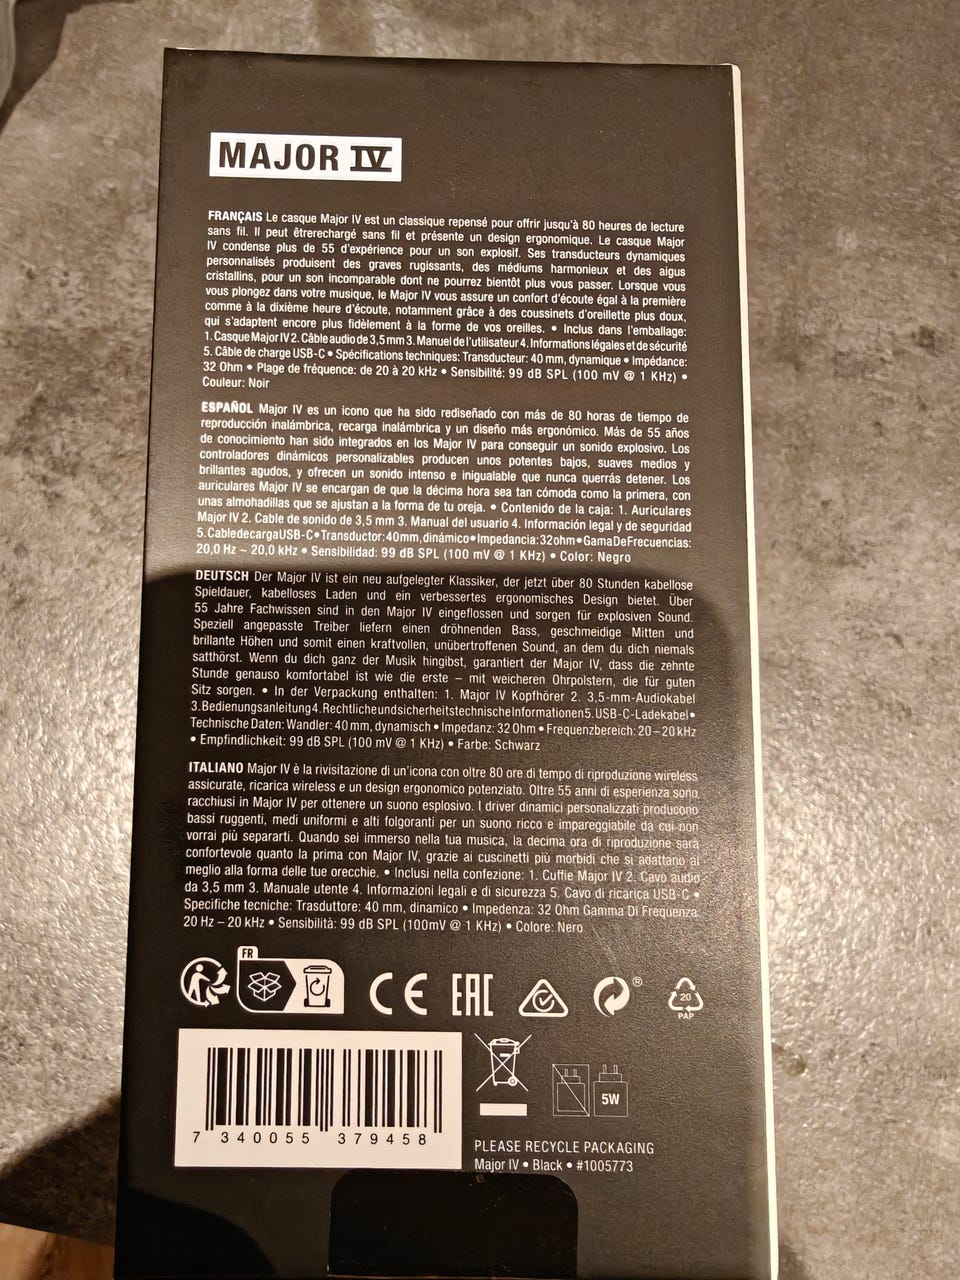 MAJOR IV
FRANÇAIS Le casque Major IV est un classique repensé pour offrir jusqu'à 80 heures de lecture
sans fil. Il peut êtrerechargé sans fil et présente un design ergonomique. Le casque Major
IV condense plus de 55 d'expérience pour un son explosif. Ses transducteurs dynamiques
personnalisés produisent des graves rugissants, des médiums harmonieux et des aigus
cristallins, pour un son incomparable dont ne pourrez bientôt plus vous passer. Lorsque vous
vous plongez dans votre musique, le Major IV vous assure un confort d'écoute égal à la première
comme à la dixième heure d'écoute, notamment grâce à des coussinets d'oreillette plus doux,
qui s'adaptent encore plus fidèlement à la forme de vos oreilles. • Inclus dans l'emballage:
1. Casque Major IV 2. Câble audio de 3,5 mm 3. Manuel de l'utilisateur 4. Informations légales et de sécurité
5. Câble de charge USB-C • Spécifications techniques: Transducteur: 40 mm, dynamique • Impédance:
32 Ohm • Plage de fréquence: de 20 à 20 kHz • Sensibilité: 99 dB SPL (100 mV @ 1 KHz) •
Couleur: Noir
ESPAÑOL Major IV es un icono que ha sido rediseñado con más de 80 horas de tiempo de
reproducción inalámbrica, recarga inalámbrica y un diseño más ergonómico. Más de 55 años
de conocimiento han sido integrados en los Major IV para conseguir un sonido explosivo. Los
controladores dinámicos personalizables producen unos potentes bajos, suaves medios y
brillantes agudos, y ofrecen un sonido intenso e inigualable que nunca querrás detener. Los
auriculares Major IV se encargan de que la décima hora sea tan cómoda como la primera, con
unas almohadillas que se ajustan a la forma de tu oreja. • Contenido de la caja: 1. Auriculares
Major IV 2. Cable de sonido de 3,5 mm 3. Manual del usuario 4. Información legal y de seguridad
5. Cable de carga USB-C • Transductor: 40 mm, dinámico • Impedancia: 32 ohm • Gama De Frecuencias:
20,0 Hz – 20,0 kHz • Sensibilidad: 99 dB SPL (100 mV @ 1 KHz) • Color: Negro
DEUTSCH Der Major IV ist ein neu aufgelegter Klassiker, der jetzt über 80 Stunden kabellose
Spieldauer, kabelloses Laden und ein verbessertes ergonomisches Design bietet. Über
55 Jahre Fachwissen sind in den Major IV eingeflossen und sorgen für explosiven Sound.
Speziell angepasste Treiber liefern einen dröhnenden Bass, geschmeidige Mitten und
brillante Höhen und somit einen kraftvollen, unübertroffenen Sound, an dem du dich niemals
satthörst. Wenn du dich ganz der Musik hingibst, garantiert der Major IV, dass die zehnte
Stunde genauso komfortabel ist wie die erste – mit weicheren Ohrpolstern, die für guten
Sitz sorgen. • In der Verpackung enthalten: 1. Major IV Kopfhörer 2. 3,5-mm-Audiokabel
3. Bedienungsanleitung 4. Rechtliche und sicherheitstechnische Informationen 5. USB-C-Ladekabel •
Technische Daten: Wandler: 40 mm, dynamisch • Impedanz: 32 Ohm • Frequenzbereich: 20 – 20 kHz
• Empfindlichkeit: 99 dB SPL (100 mV @ 1 KHz) • Farbe: Schwarz
ITALIANO Major IV è la rivisitazione di un'icona con oltre 80 ore di tempo di riproduzione wireless
assicurate, ricarica wireless e un design ergonomico potenziato. Oltre 55 anni di esperienza sono
racchiusi in Major IV per ottenere un suono esplosivo. I driver dinamici personalizzati producono
bassi ruggenti, medi uniformi e alti folgoranti per un suono ricco e impareggiabile da cui non
vorrai più separarti. Quando sei immerso nella tua musica, la decima ora di riproduzione sarà
confortevole quanto la prima con Major IV, grazie ai cuscinetti più morbidi che si adattano al
meglio alla forma delle tue orecchie. • Inclusi nella confezione: 1. Cuffie Major IV 2. Cavo audio
da 3,5 mm 3. Manuale utente 4. Informazioni legali e di sicurezza 5. Cavo di ricarica USB-C •
Specifiche tecniche: Trasduttore: 40 mm, dinamico • Impedenza: 32 Ohm Gamma Di Frequenza:
20 Hz – 20 kHz • Sensibilità: 99 dB SPL (100mV @ 1 KHz) • Colore: Nero
FR
CE EAC ® 20
PAP
5W
7 340055 379458
PLEASE RECYCLE PACKAGING
Major IV • Black • #1005773